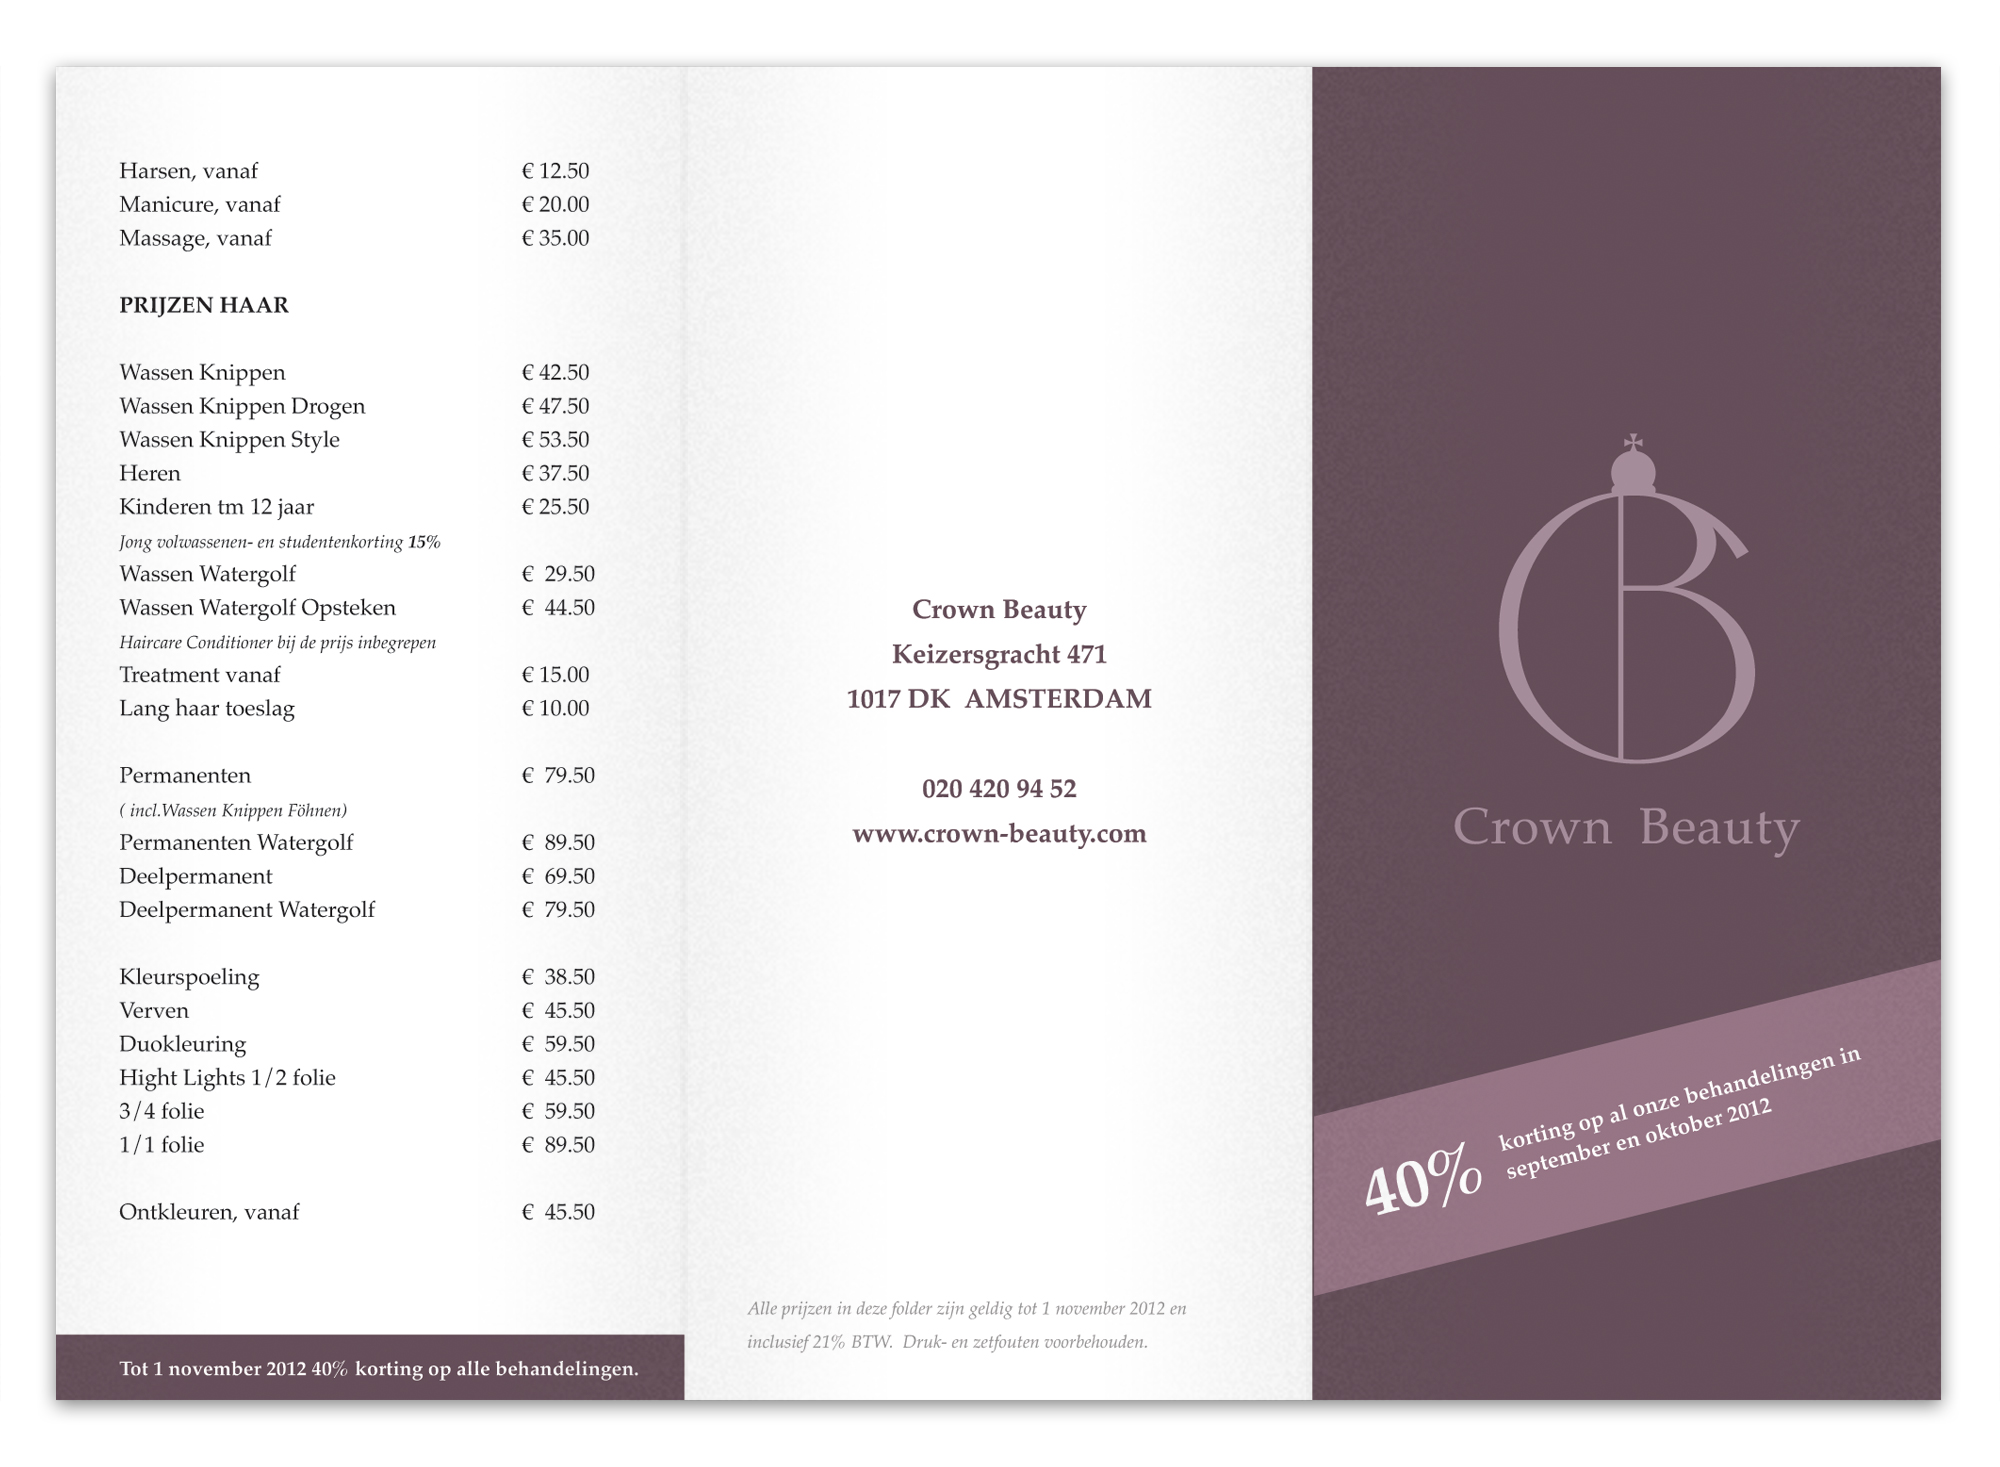 Harsen, vanaf € 12.50
Manicure, vanaf € 20.00
Massage, vanaf € 35.00
PRIJZEN HAAR
Wassen Knippen € 42.50
Wassen Knippen Drogen € 47.50
Wassen Knippen Style € 53.50
Heren € 37.50
Kinderen tm 12 jaar € 25.50
Jong volwassenen- en studentenkorting 15%
Wassen Watergolf € 29.50
Wassen Watergolf Opsteken € 44.50
Haircare Conditioner bij de prijs inbegrepen
Treatment vanaf € 15.00
Lang haar toeslag € 10.00
Permanenten € 79.50
( incl.Wassen Knippen Föhnen)
Permanenten Watergolf € 89.50
Deelpermanent € 69.50
Deelpermanent Watergolf € 79.50
Kleurspoeling € 38.50
Verven € 45.50
Duokleuring € 59.50
Hight Lights 1/2 folie € 45.50
3/4 folie € 59.50
1/1 folie € 89.50
Ontkleuren, vanaf € 45.50
Tot 1 november 2012 40% korting op alle behandelingen.
Crown Beauty
Keizersgracht 471
1017 DK AMSTERDAM
020 420 94 52
www.crown-beauty.com
Alle prijzen in deze folder zijn geldig tot 1 november 2012 en
inclusief 21% BTW. Druk- en zetfouten voorbehouden.
CB
Crown Beauty
40% korting op al onze behandelingen in
september en oktober 2012